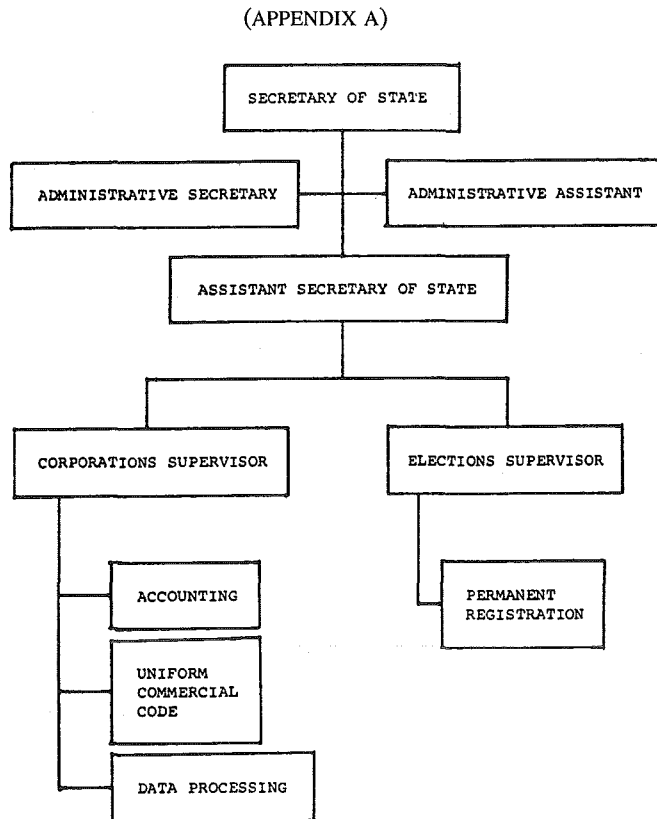 (APPENDIX A)
SECRETARY OF STATE
ADMINISTRATIVE SECRETARY
ADMINISTRATIVE ASSISTANT
ASSISTANT SECRETARY OF STATE
CORPORATIONS SUPERVISOR
ELECTIONS SUPERVISOR
ACCOUNTING
PERMANENT
REGISTRATION
UNIFORM
COMMERCIAL
CODE
DATA PROCESSING